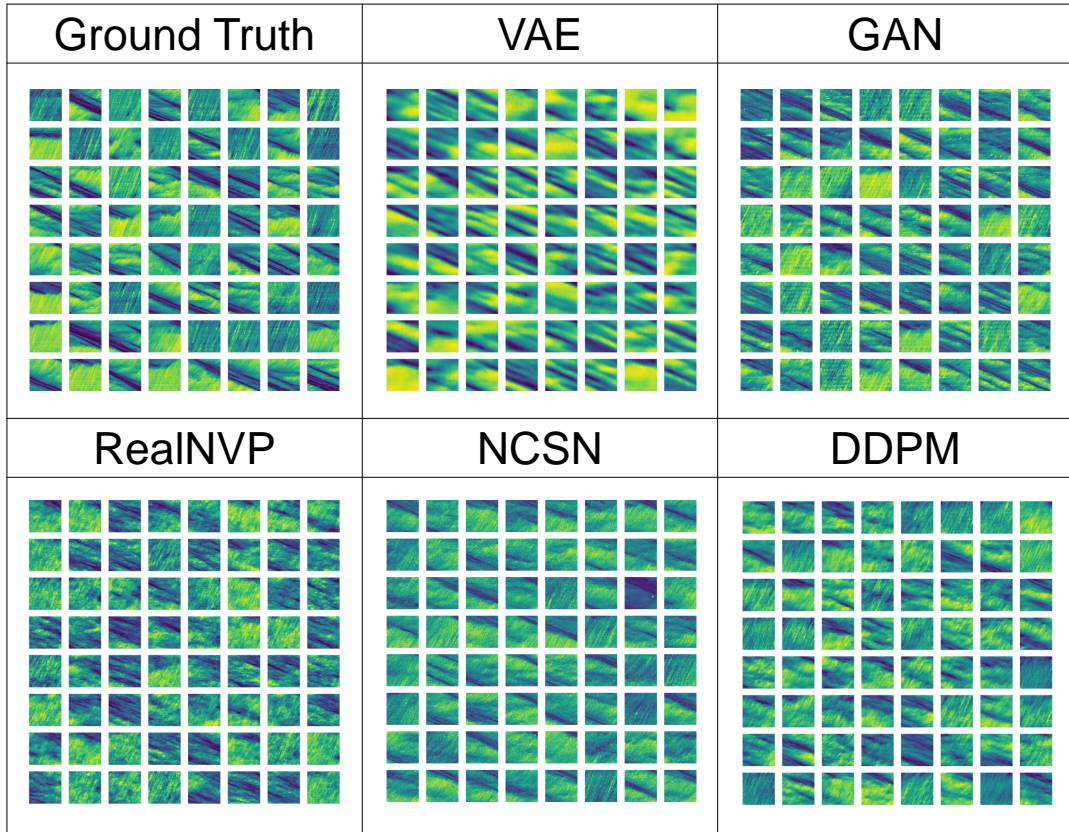 Ground Truth
VAE
GAN
RealNVP
NCSN
DDPM